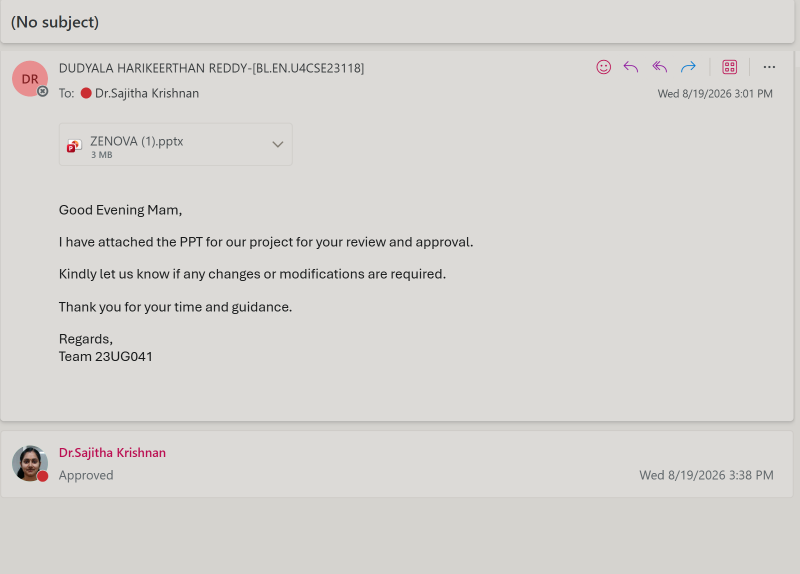 (No subject)
DR
DUDYALA HARIKEERTHAN REDDY-[BL.EN.U4CSE23118]
To: Dr.Sajitha Krishnan
Wed 8/19/2026 3:01 PM
ZENOVA (1).pptx
3 MB
Good Evening Mam,
I have attached the PPT for our project for your review and approval.
Kindly let us know if any changes or modifications are required.
Thank you for your time and guidance.
Regards,
Team 23UG041
Dr.Sajitha Krishnan
Approved
Wed 8/19/2026 3:38 PM